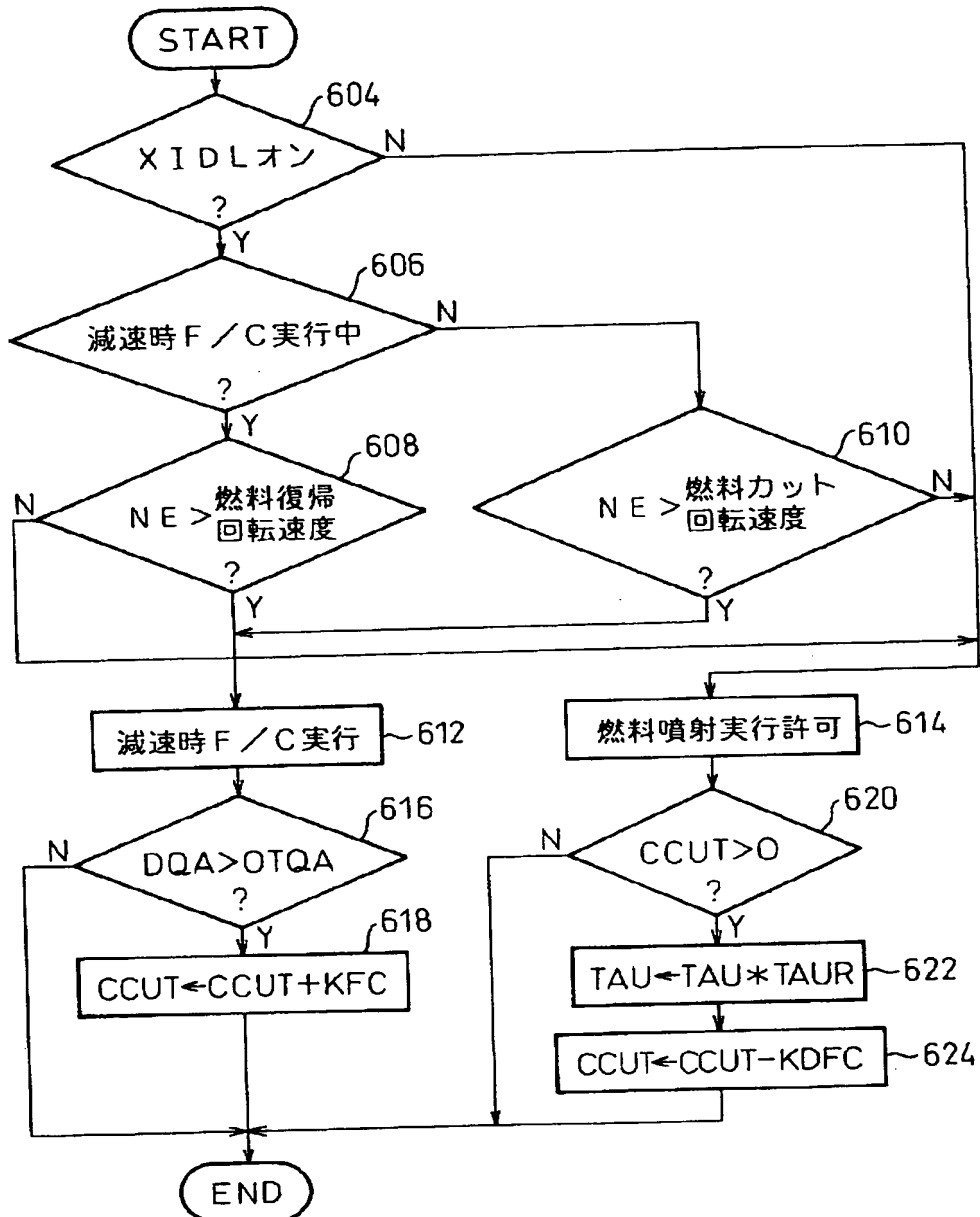 START
604
XIDLオン
?
N
Y
606
減速時F/C実行中
?
N
Y
608
N
NE>燃料復帰
回転速度
?
Y
610
NE>燃料カット
回転速度
?
N
Y
減速時F/C実行
612
燃料噴射実行許可
614
616
N
DQA>OTQA
?
Y
618
CCUT←CCUT+KFC
620
N
CCUT>0
?
Y
TAU←TAU*TAUR
622
CCUT←CCUT-KDFC
624
END